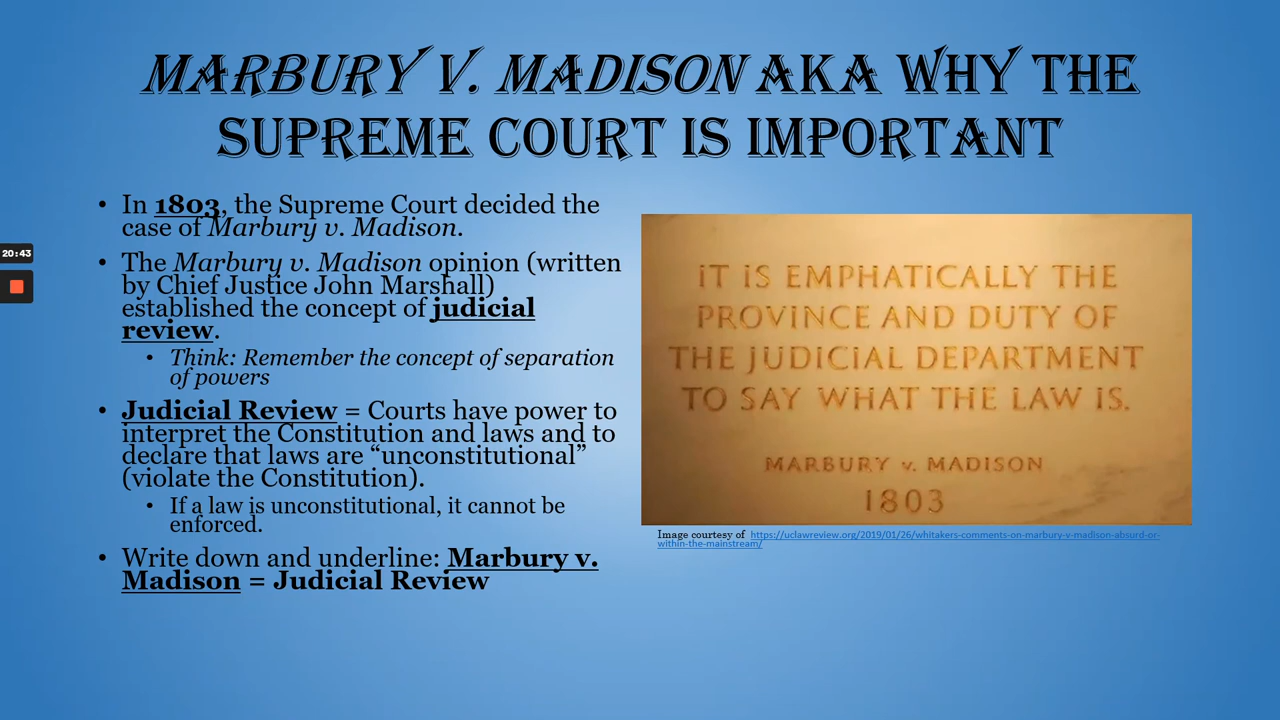 MARBURY V. MADISON AKA WHY THE
SUPREME COURT IS IMPORTANT
• In 1803, the Supreme Court decided the
case of Marbury v. Madison.
• The Marbury v. Madison opinion (written
by Chief Justice John Marshall)
established the concept of judicial
review.
• Think: Remember the concept of separation
of powers
• Judicial Review = Courts have power to
interpret the Constitution and laws and to
declare that laws are “unconstitutional”
(violate the Constitution).
• If a law is unconstitutional, it cannot be
enforced.
• Write down and underline: Marbury v.
Madison = Judicial Review
20:43
IT IS EMPHATICALLY THE
PROVINCE AND DUTY OF
THE JUDICIAL DEPARTMENT
TO SAY WHAT THE LAW IS.
MARBURY v. MADISON
1803
Image courtesy of https://uclawreview.org/2019/01/26/whitakers-comments-on-marbury-v-madison-absurd-or-
within-the-mainstream/